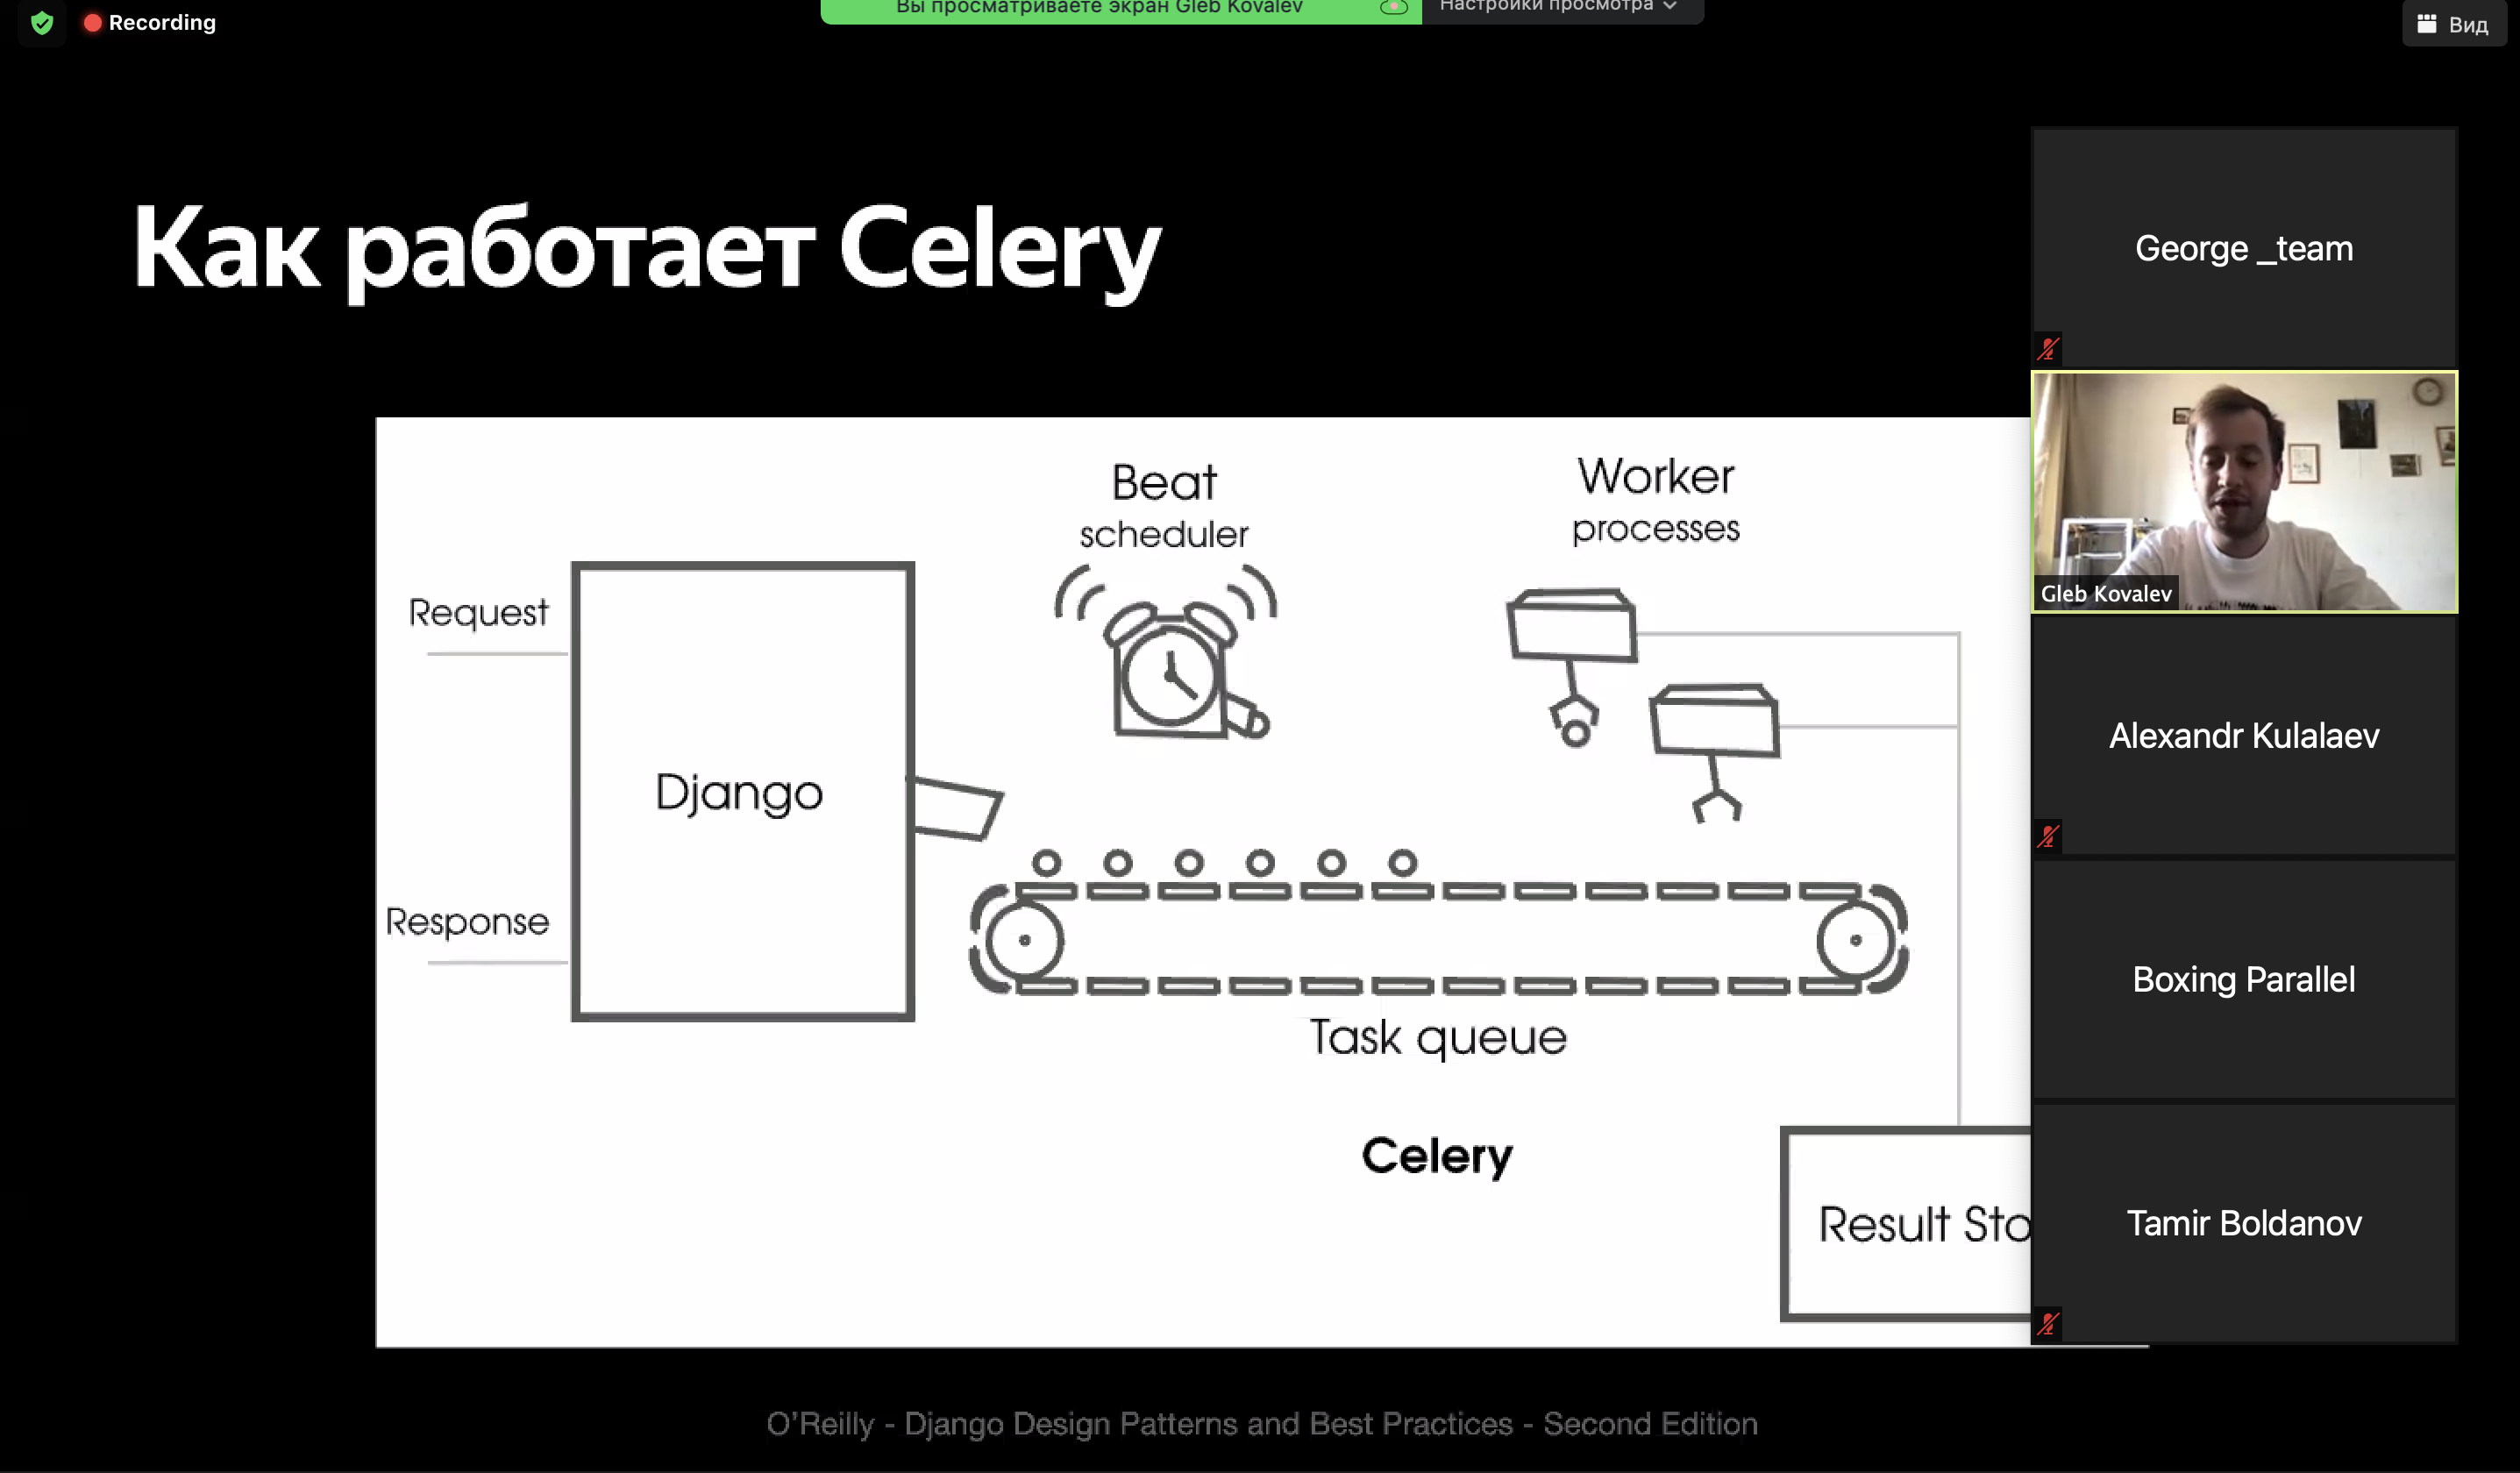 Recording
Вы просматриваете экран Gleb Kovalev
Настройки просмотра
Вид
Как работает Celery
George _team
Beat
scheduler
Worker
processes
Request
Gleb Kovalev
Django
Alexandr Kulalaev
Response
Boxing Parallel
Task queue
Celery
Result Sto
Tamir Boldanov
O'Reilly - Django Design Patterns and Best Practices - Second Edition